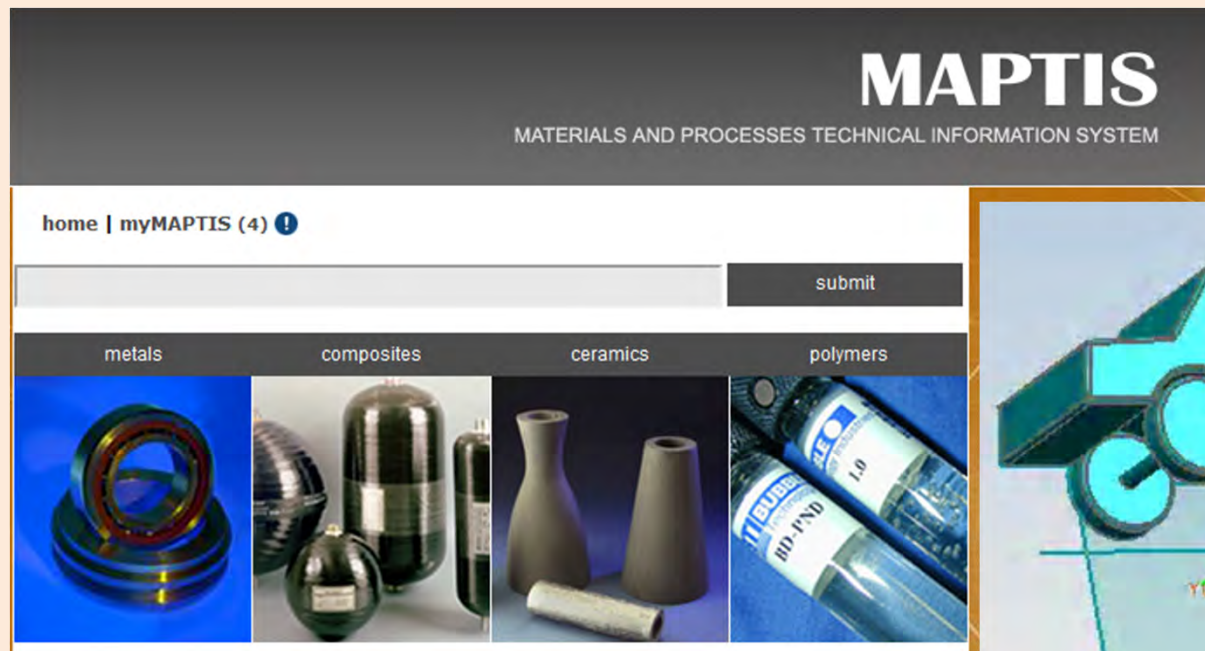 MAPTIS
MATERIALS AND PROCESSES TECHNICAL INFORMATION SYSTEM
home | myMAPTIS (4) !
submit
metals composites ceramics polymers
1.0
BUBBLE
BD-PND